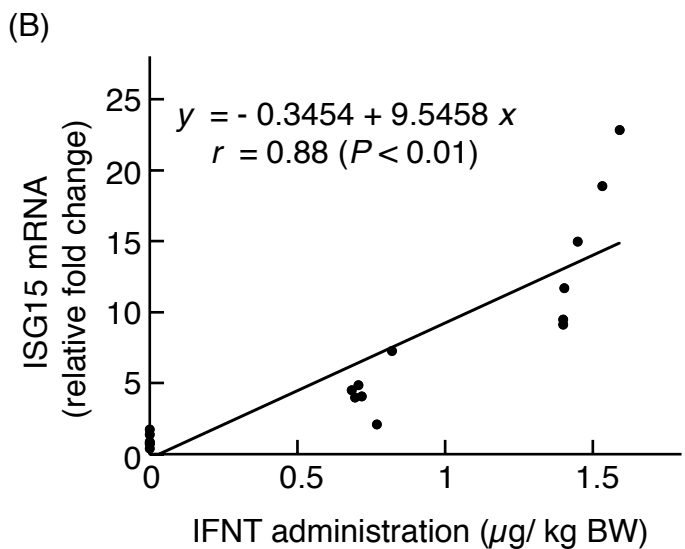 (B)
25
20
15
10
5
0
ISG15 mRNA
(relative fold change)
y = - 0.3454 + 9.5458 x
r = 0.88 (P < 0.01)
0 0.5 1 1.5
IFNT administration (µg/ kg BW)